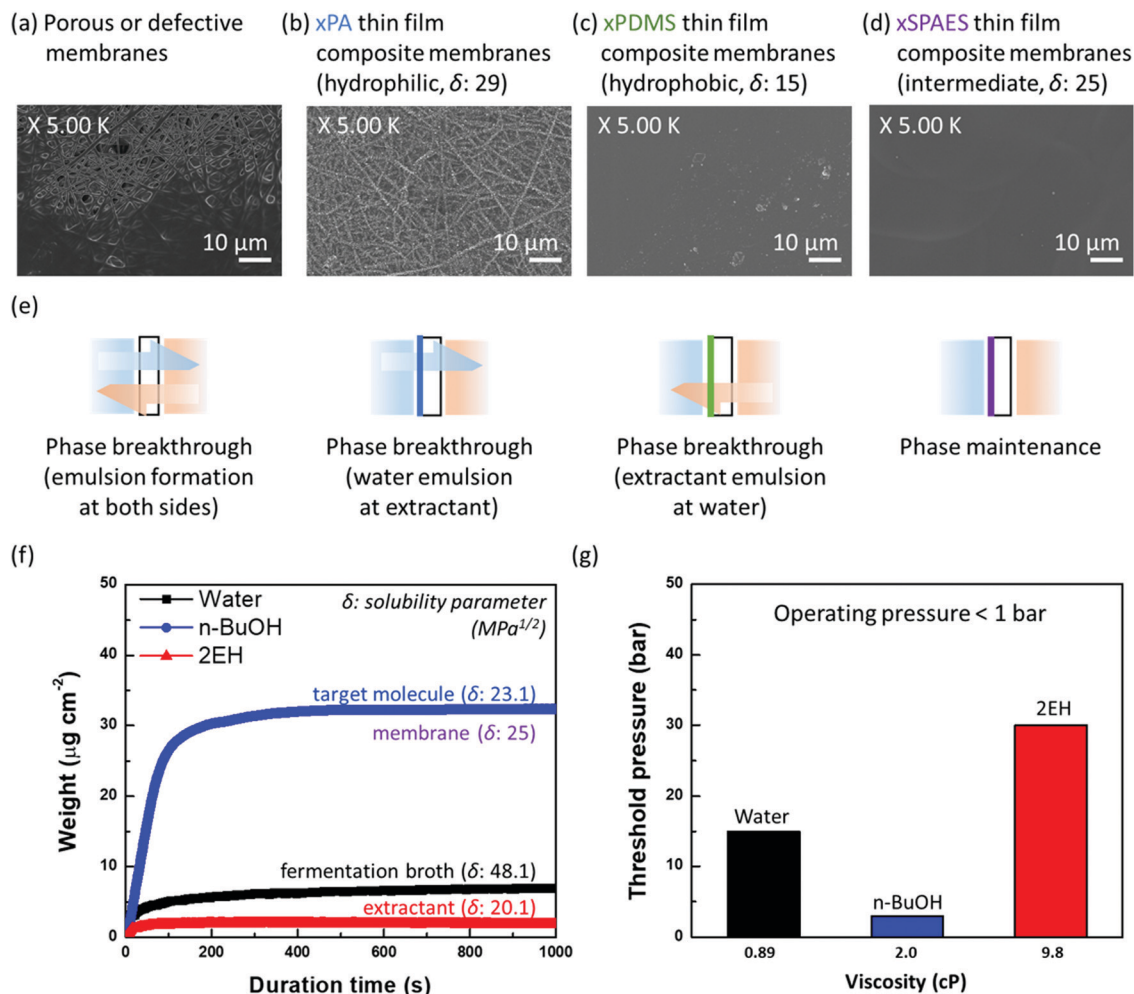 (a) Porous or defective
membranes
(b) xPA thin film
composite membranes
(hydrophilic, δ: 29)
(c) xPDMS thin film
composite membranes
(hydrophobic, δ: 15)
(d) xSPAES thin film
composite membranes
(intermediate, δ: 25)
X 5.00 K
10 μm
X 5.00 K
10 μm
X 5.00 K
10 μm
X 5.00 K
10 μm
(e)
Phase breakthrough
(emulsion formation
at both sides)
Phase breakthrough
(water emulsion
at extractant)
Phase breakthrough
(extractant emulsion
at water)
Phase maintenance
(f)
Weight (μg cm⁻²)
50
40
30
20
10
0
Water
n-BuOH
2EH
δ: solubility parameter
(MPa¹ᐟ²)
target molecule (δ: 23.1)
membrane (δ: 25)
fermentation broth (δ: 48.1)
extractant (δ: 20.1)
0 200 400 600 800 1000
Duration time (s)
(g)
Threshold pressure (bar)
50
40
30
20
10
0
Operating pressure < 1 bar
Water
n-BuOH
2EH
0.89 2.0 9.8
Viscosity (cP)